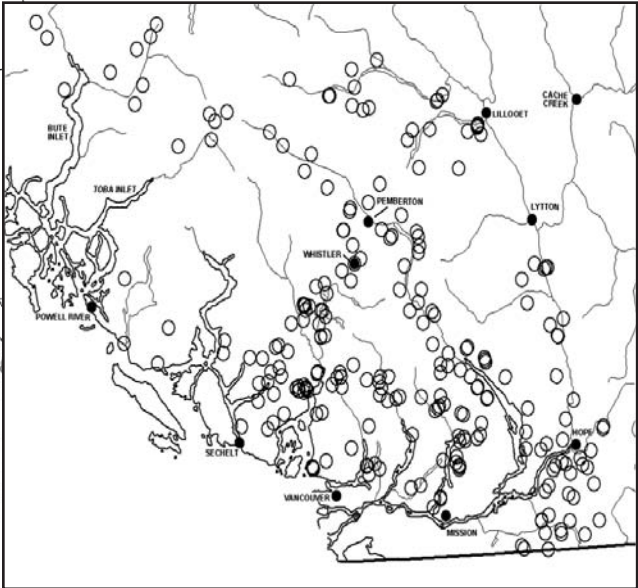 CACHE
CREEK
LILLOOET
BUTE
INLET
TOBA INLET
PEMBERTON
LYTTON
WHISTLER
POWELL RIVER
HOPE
SECHELT
VANCOUVER
MISSION